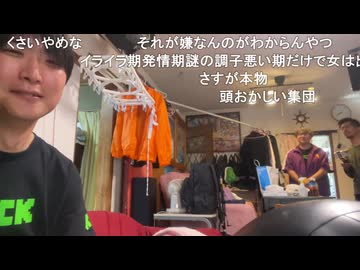 くさいやめな
それが嫌なんのがわからんやつ
イライラ期発情期謎の調子悪い期だけで女は
さすが本物
頭おかしい集団
CK